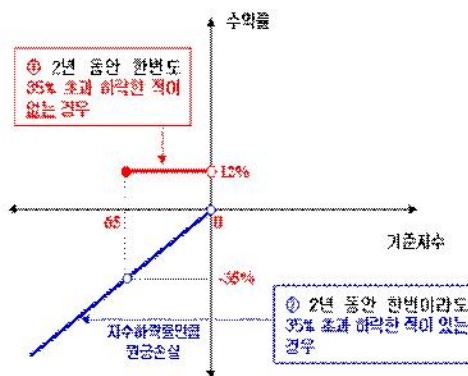 수익률
① 2년 동안 한번도
35% 초과 하락한 적이
없는 경우
12%
65
0
기준지수
-35%
지수하락률만큼
원금손실
② 2년 동안 한번이라도
35% 초과 하락한 적이 있는
경우